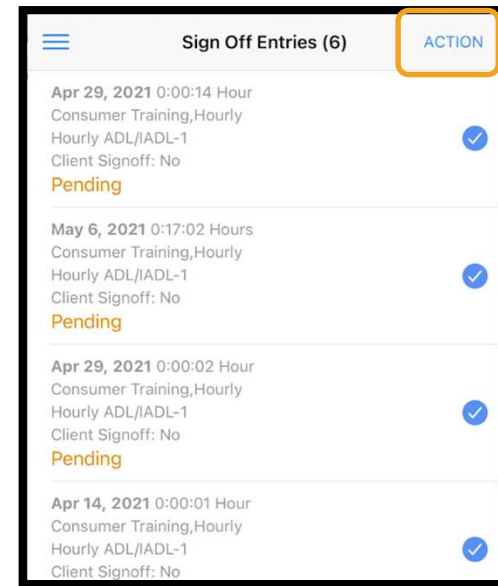 Sign Off Entries (6)
ACTION
Apr 29, 2021 0:00:14 Hour
Consumer Training,Hourly
Hourly ADL/IADL-1
Client Signoff: No
Pending
May 6, 2021 0:17:02 Hours
Consumer Training,Hourly
Hourly ADL/IADL-1
Client Signoff: No
Pending
Apr 29, 2021 0:00:02 Hour
Consumer Training,Hourly
Hourly ADL/IADL-1
Client Signoff: No
Pending
Apr 14, 2021 0:00:01 Hour
Consumer Training,Hourly
Hourly ADL/IADL-1
Client Signoff: No